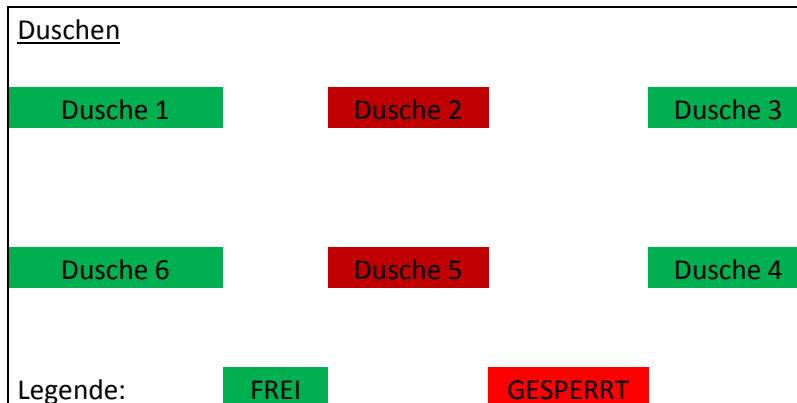 Duschen
Dusche 1 Dusche 2 Dusche 3
Dusche 6 Dusche 5 Dusche 4
Legende: FREI GESPERRT